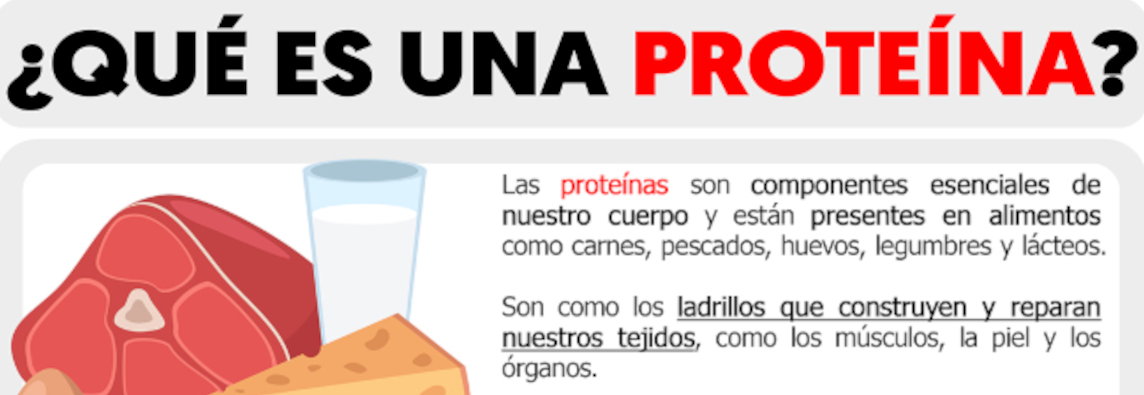 ¿QUÉ ES UNA PROTEÍNA?
Las proteínas son componentes esenciales de
nuestro cuerpo y están presentes en alimentos
como carnes, pescados, huevos, legumbres y lácteos.
Son como los ladrillos que construyen y reparan
nuestros tejidos, como los músculos, la piel y los
órganos.